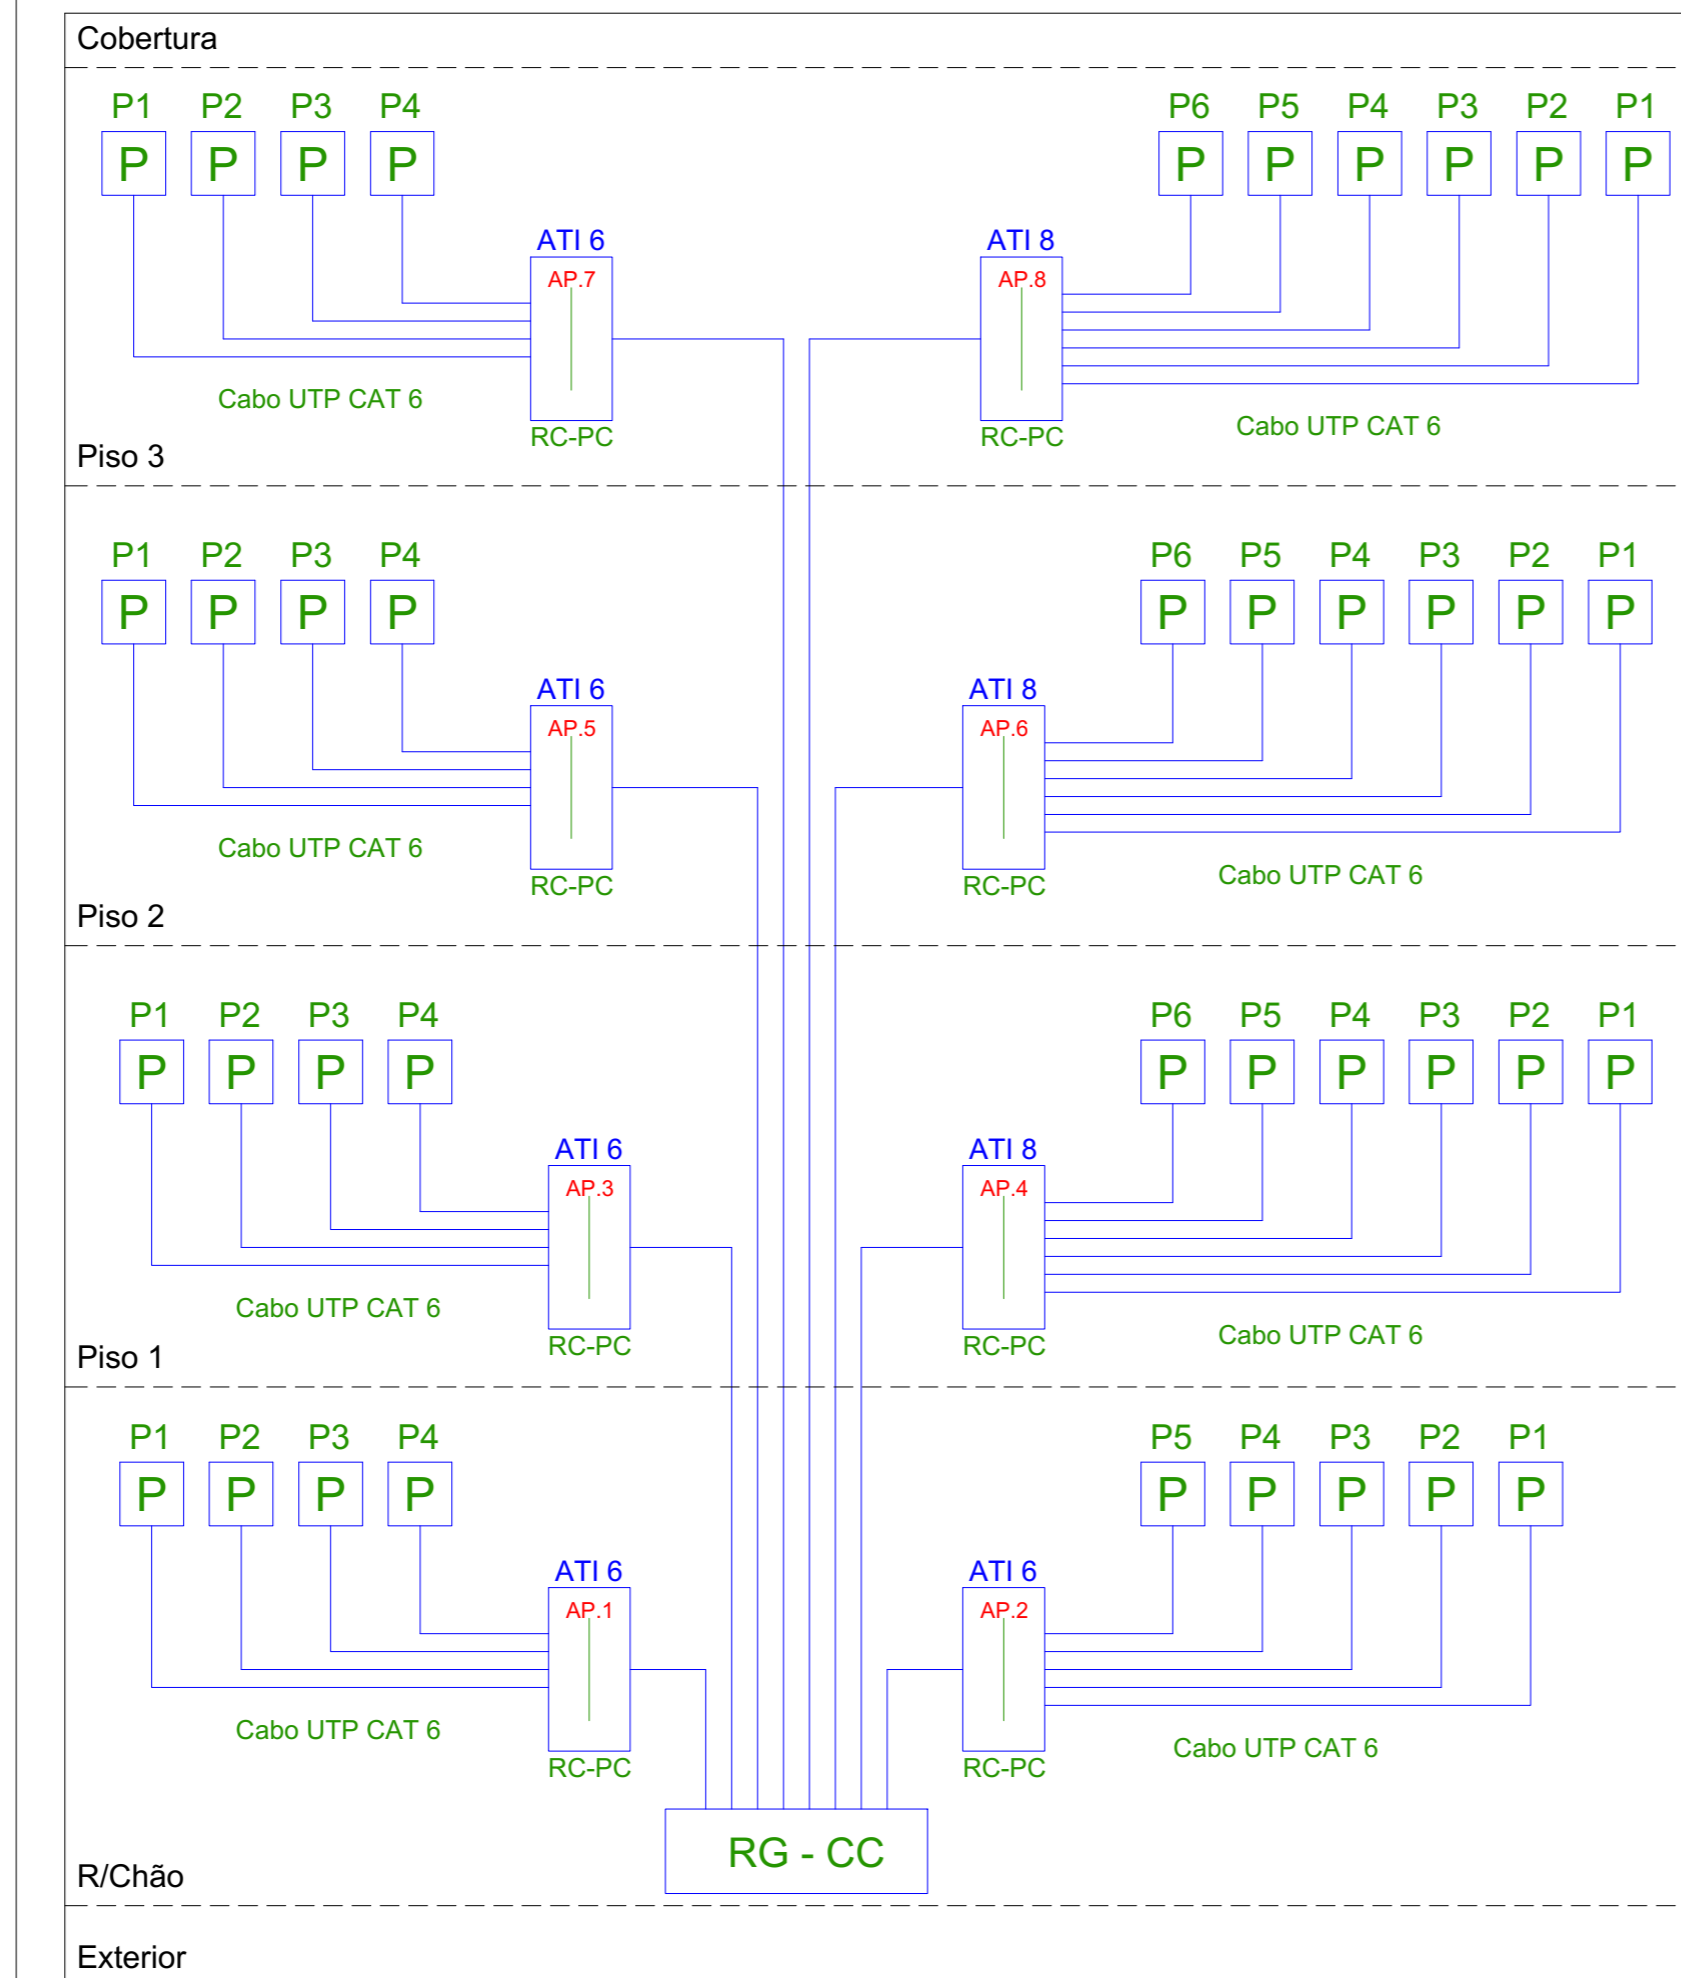 Cobertura
P1 P2 P3 P4 P6 P5 P4 P3 P2 P1
P P P P P P P P P P
ATI 6 ATI 8
AP.7 AP.8
Cabo UTP CAT 6 Cabo UTP CAT 6
RC-PC RC-PC
Piso 3
P1 P2 P3 P4 P6 P5 P4 P3 P2 P1
P P P P P P P P P P
ATI 6 ATI 8
AP.5 AP.6
Cabo UTP CAT 6 Cabo UTP CAT 6
RC-PC RC-PC
Piso 2
P1 P2 P3 P4 P6 P5 P4 P3 P2 P1
P P P P P P P P P P
ATI 6 ATI 8
AP.3 AP.4
Cabo UTP CAT 6 Cabo UTP CAT 6
RC-PC RC-PC
Piso 1
P1 P2 P3 P4 P5 P4 P3 P2 P1
P P P P P P P P P
ATI 6 ATI 6
AP.1 AP.2
Cabo UTP CAT 6 Cabo UTP CAT 6
RC-PC RC-PC
RG - CC
R/Chão
Exterior